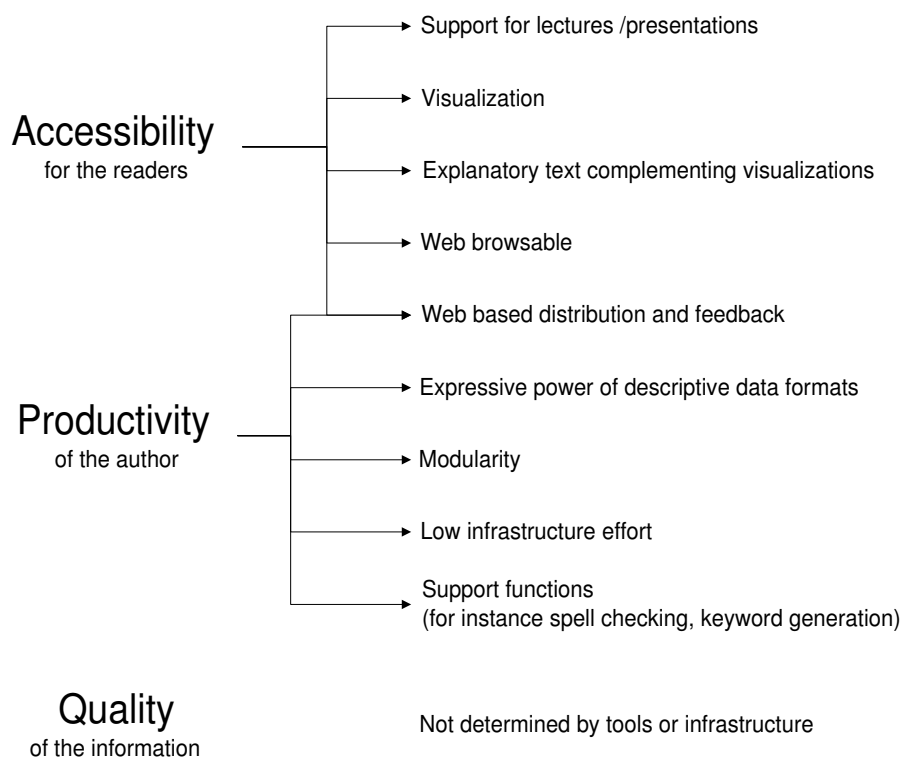 Support for lectures /presentations
Visualization
Accessibility
for the readers
Explanatory text complementing visualizations
Web browsable
Web based distribution and feedback
Expressive power of descriptive data formats
Productivity
of the author
Modularity
Low infrastructure effort
Support functions
(for instance spell checking, keyword generation)
Quality
of the information
Not determined by tools or infrastructure